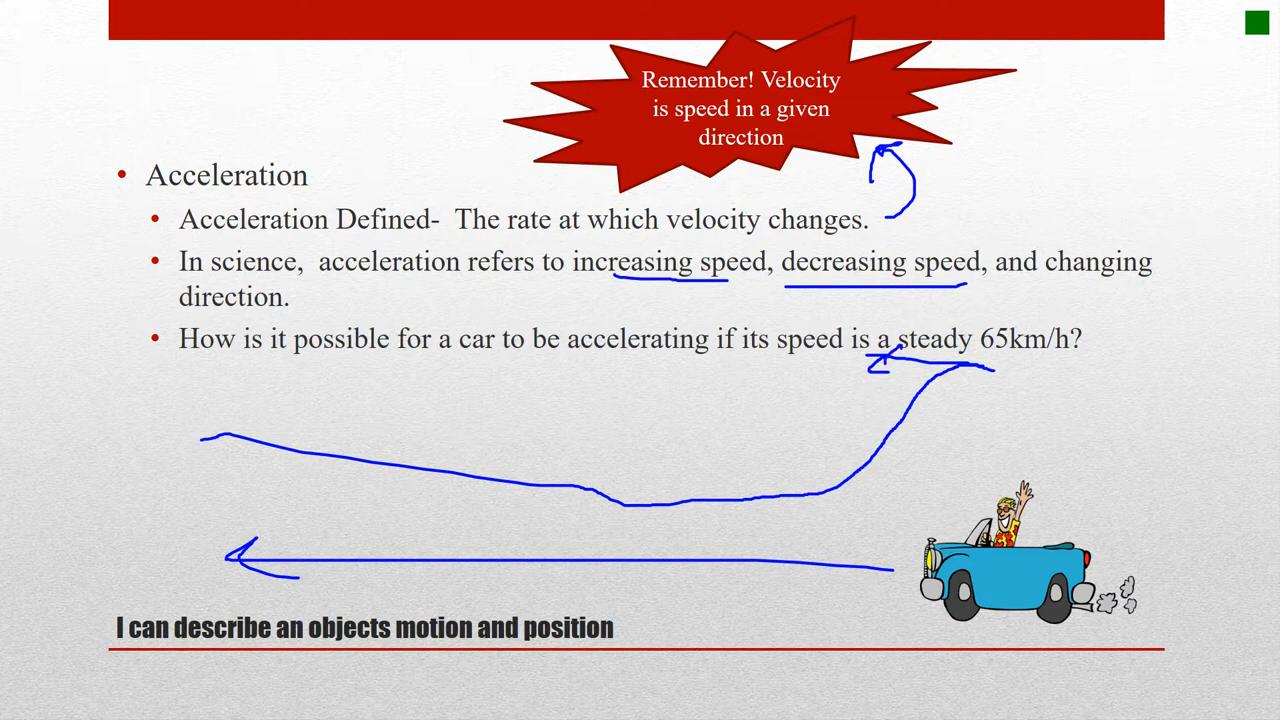 Remember! Velocity
is speed in a given
direction
• Acceleration
• Acceleration Defined- The rate at which velocity changes.
• In science, acceleration refers to increasing speed, decreasing speed, and changing
direction.
• How is it possible for a car to be accelerating if its speed is a steady 65km/h?
I can describe an objects motion and position